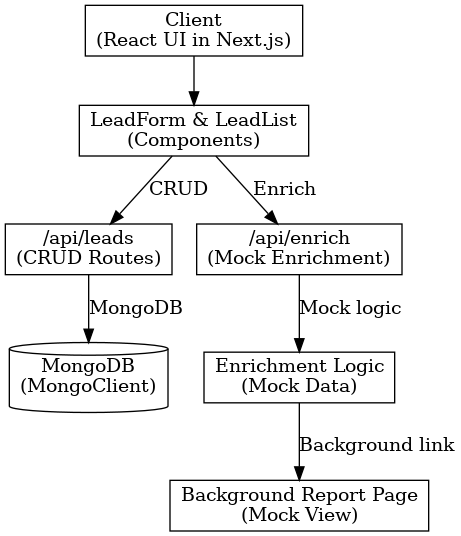 Client
(React UI in Next.js)
LeadForm & LeadList
(Components)
CRUD
Enrich
/api/leads
(CRUD Routes)
/api/enrich
(Mock Enrichment)
MongoDB
Mock logic
MongoDB
(MongoClient)
Enrichment Logic
(Mock Data)
Background link
Background Report Page
(Mock View)